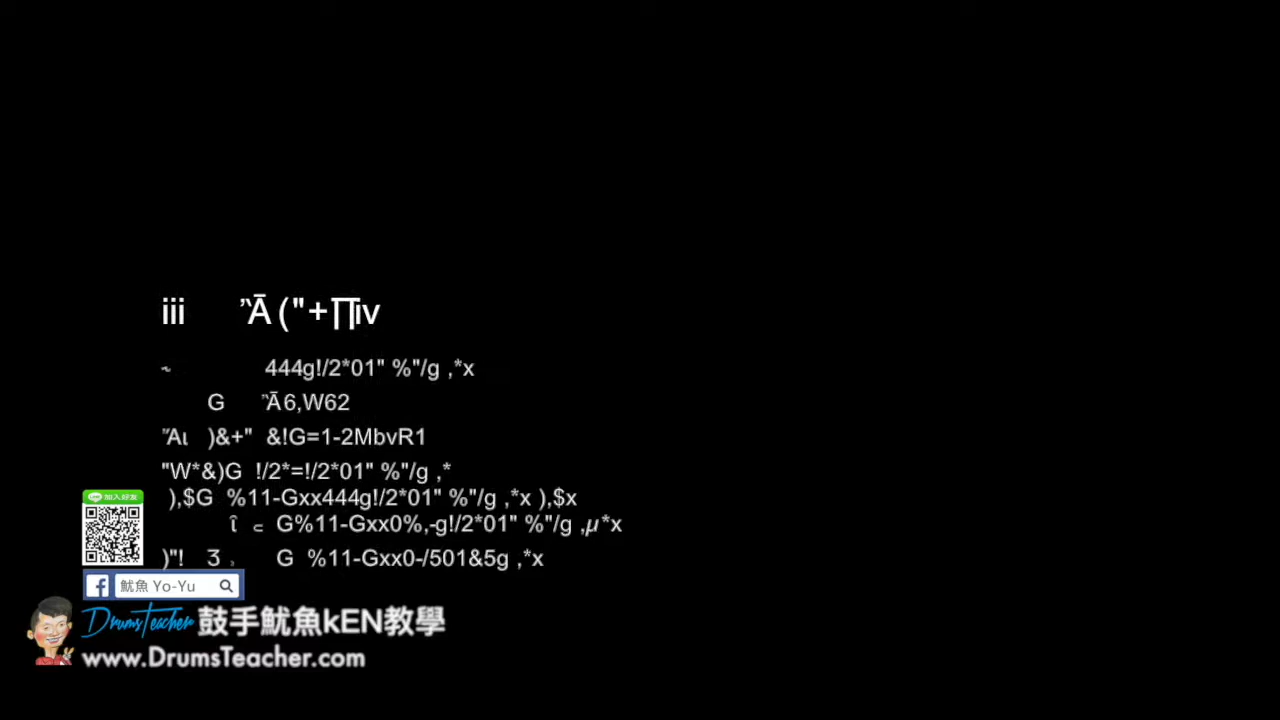 iii ˜Ā ("+∏iv
~ 444g!/2*01" %"/g ,*x
G ˜Ā6,W62
˝Aι )&+" &!G=1-2MbvR1
"W*&)G !/2*=!/2*01" %"/g ,*
),$G %11-Gxx444g!/2*01" %"/g ,*x ),$x
î ⊂ G%11-Gxx0%,-g!/2*01" %"/g ,µ*x
)"! 3 , G %11-Gxx0-/501&5g ,*x
加入好友
魷魚 Yo-Yu
DrumsTeacher 鼓手魷魚kEN教學
www.DrumsTeacher.com